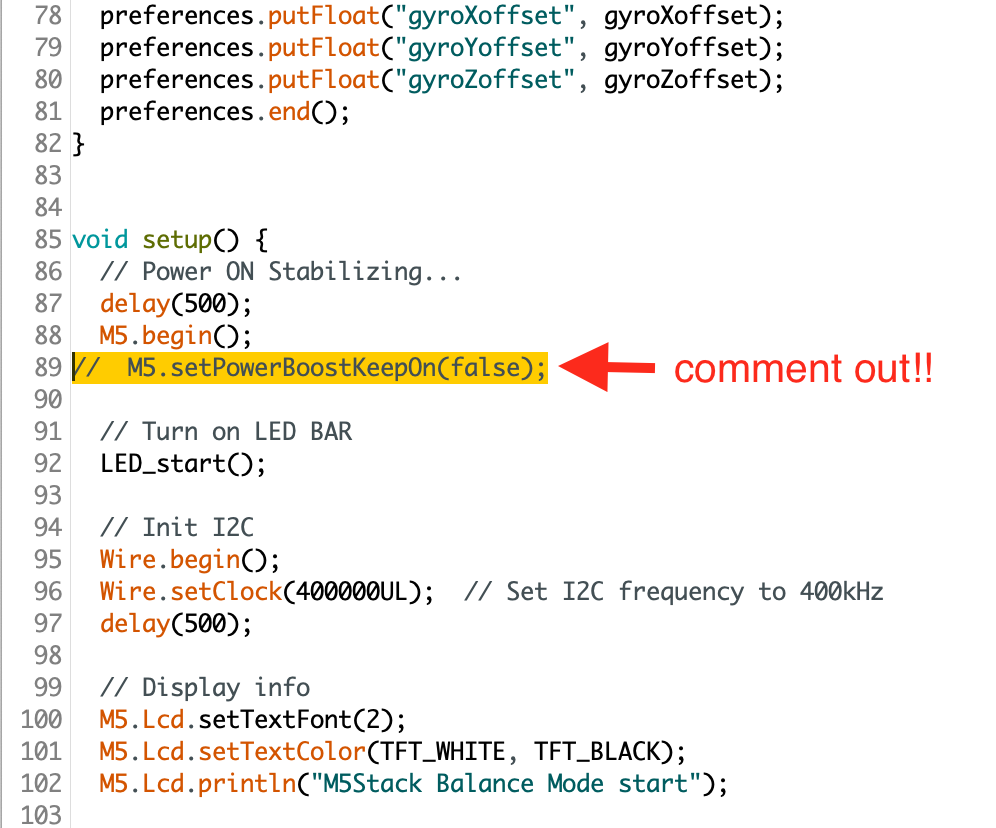 78   preferences.putFloat("gyroXoffset", gyroXoffset);
79   preferences.putFloat("gyroYoffset", gyroYoffset);
80   preferences.putFloat("gyroZoffset", gyroZoffset);
81   preferences.end();
82 }
83
84
85 void setup() {
86   // Power ON Stabilizing...
87   delay(500);
88   M5.begin();
89 //  M5.setPowerBoostKeepOn(false); comment out!!
90
91   // Turn on LED BAR
92   LED_start();
93
94   // Init I2C
95   Wire.begin();
96   Wire.setClock(400000UL);  // Set I2C frequency to 400kHz
97   delay(500);
98
99   // Display info
100   M5.Lcd.setTextFont(2);
101   M5.Lcd.setTextColor(TFT_WHITE, TFT_BLACK);
102   M5.Lcd.println("M5Stack Balance Mode start");
103